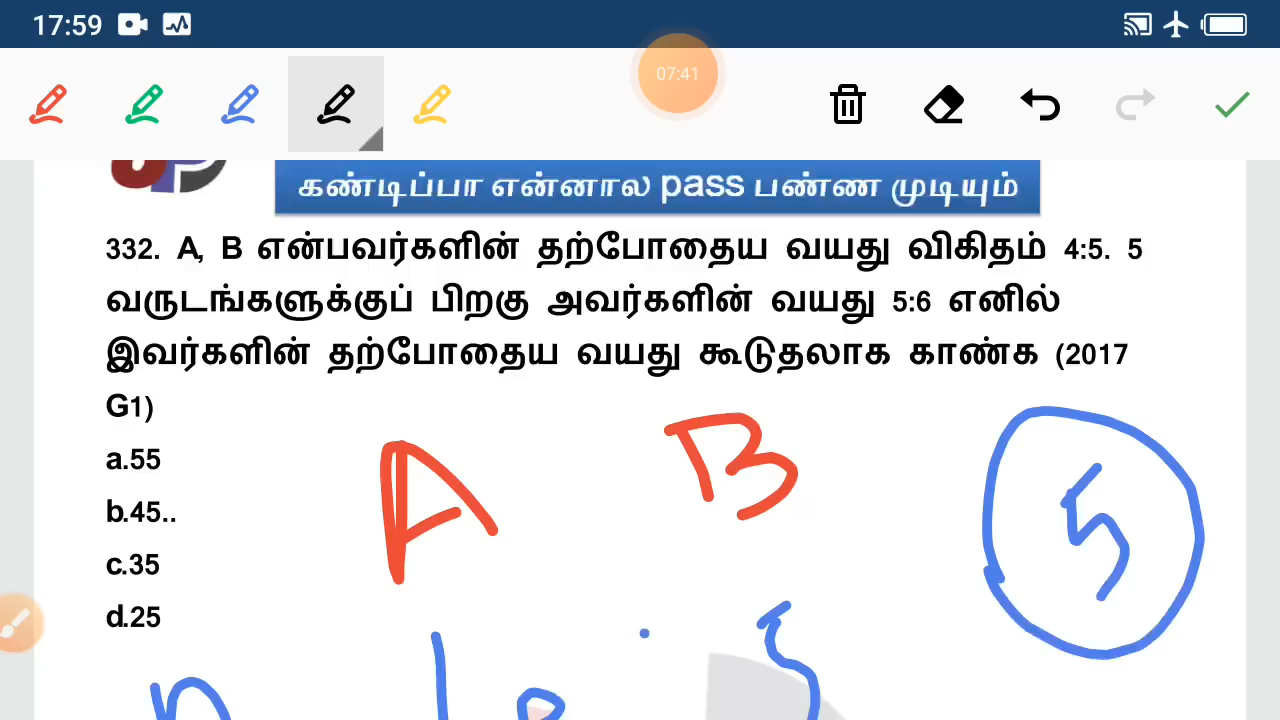 17:59
07:41
கண்டிப்பா என்னால pass பண்ண முடியும்
332. A, B என்பவர்களின் தற்போதைய வயது விகிதம் 4:5. 5
வருடங்களுக்குப் பிறகு அவர்களின் வயது 5:6 எனில்
இவர்களின் தற்போதைய வயது கூடுதலாக காண்க (2017
G1)
a.55
b.45..
c.35
d.25
A B 5
: 5